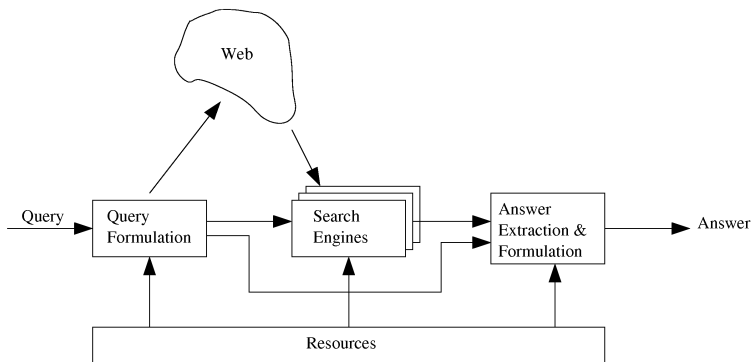 Web
Query
Query
Formulation
Search
Engines
Answer
Extraction &
Formulation
Answer
Resources